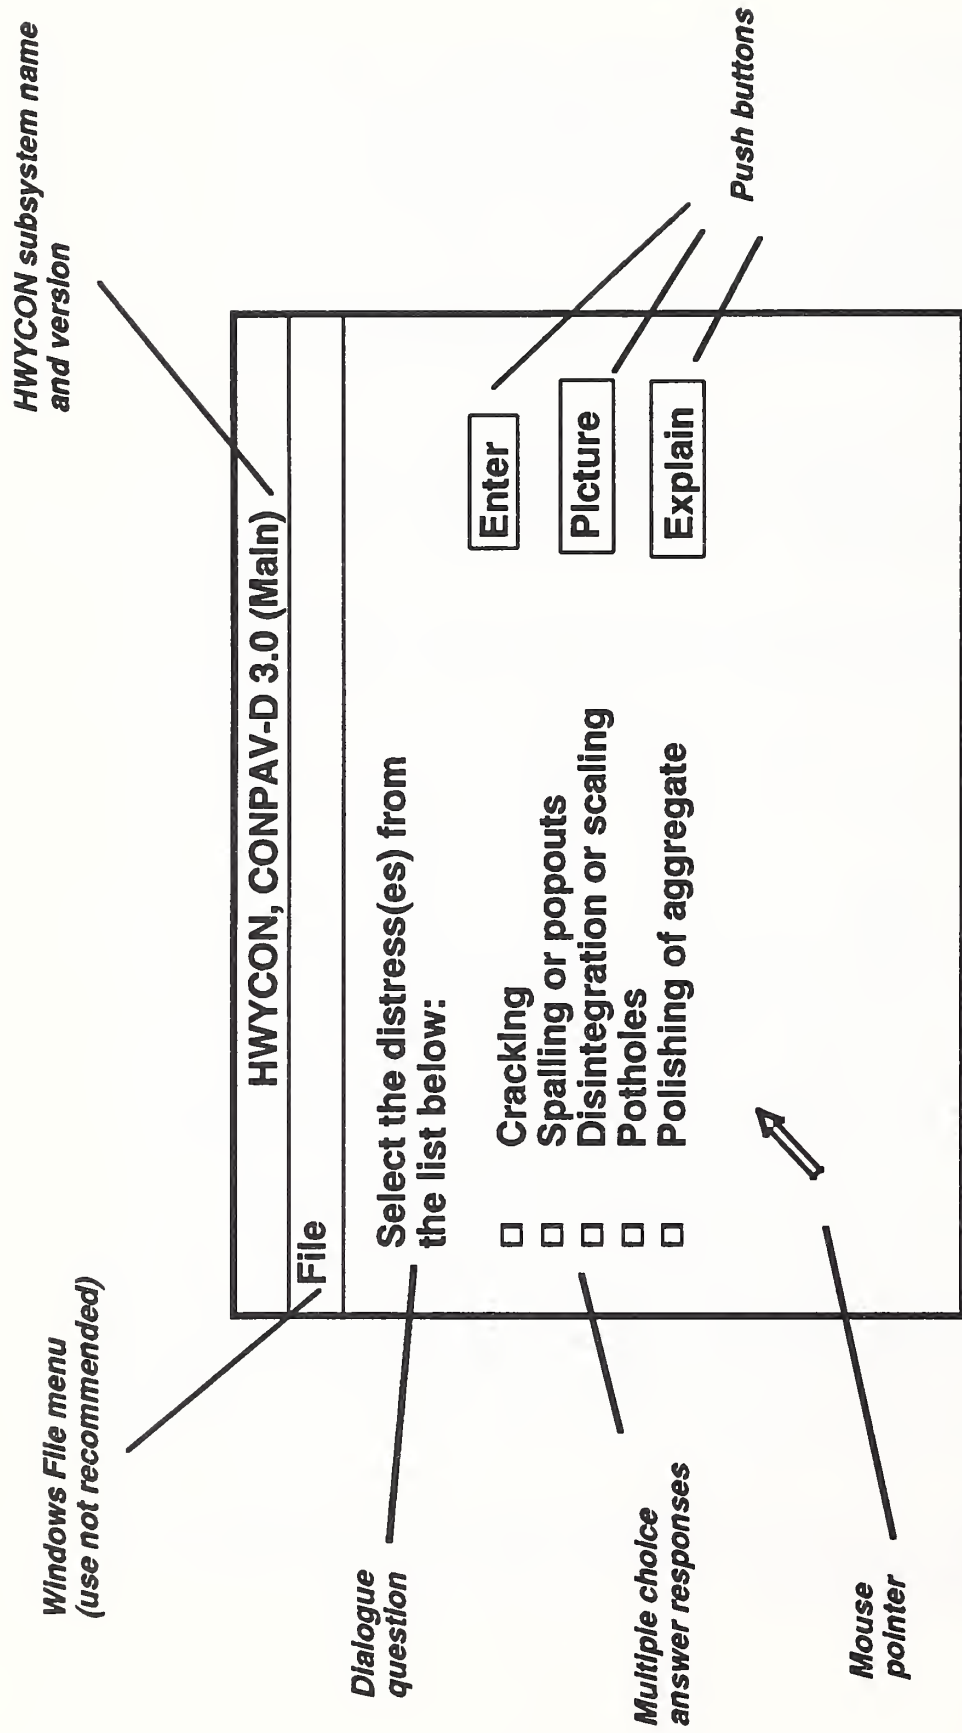 HWYCON subsystem name
and version
Windows File menu
(use not recommended)
HWYCON, CONPAV-D 3.0 (Main)
File
Dialogue
question
Select the distress(es) from
the list below:
Multiple choice
answer responses
Cracking
Spalling or popouts
Disintegration or scaling
Potholes
Polishing of aggregate
Enter
Picture
Explain
Push buttons
Mouse
pointer